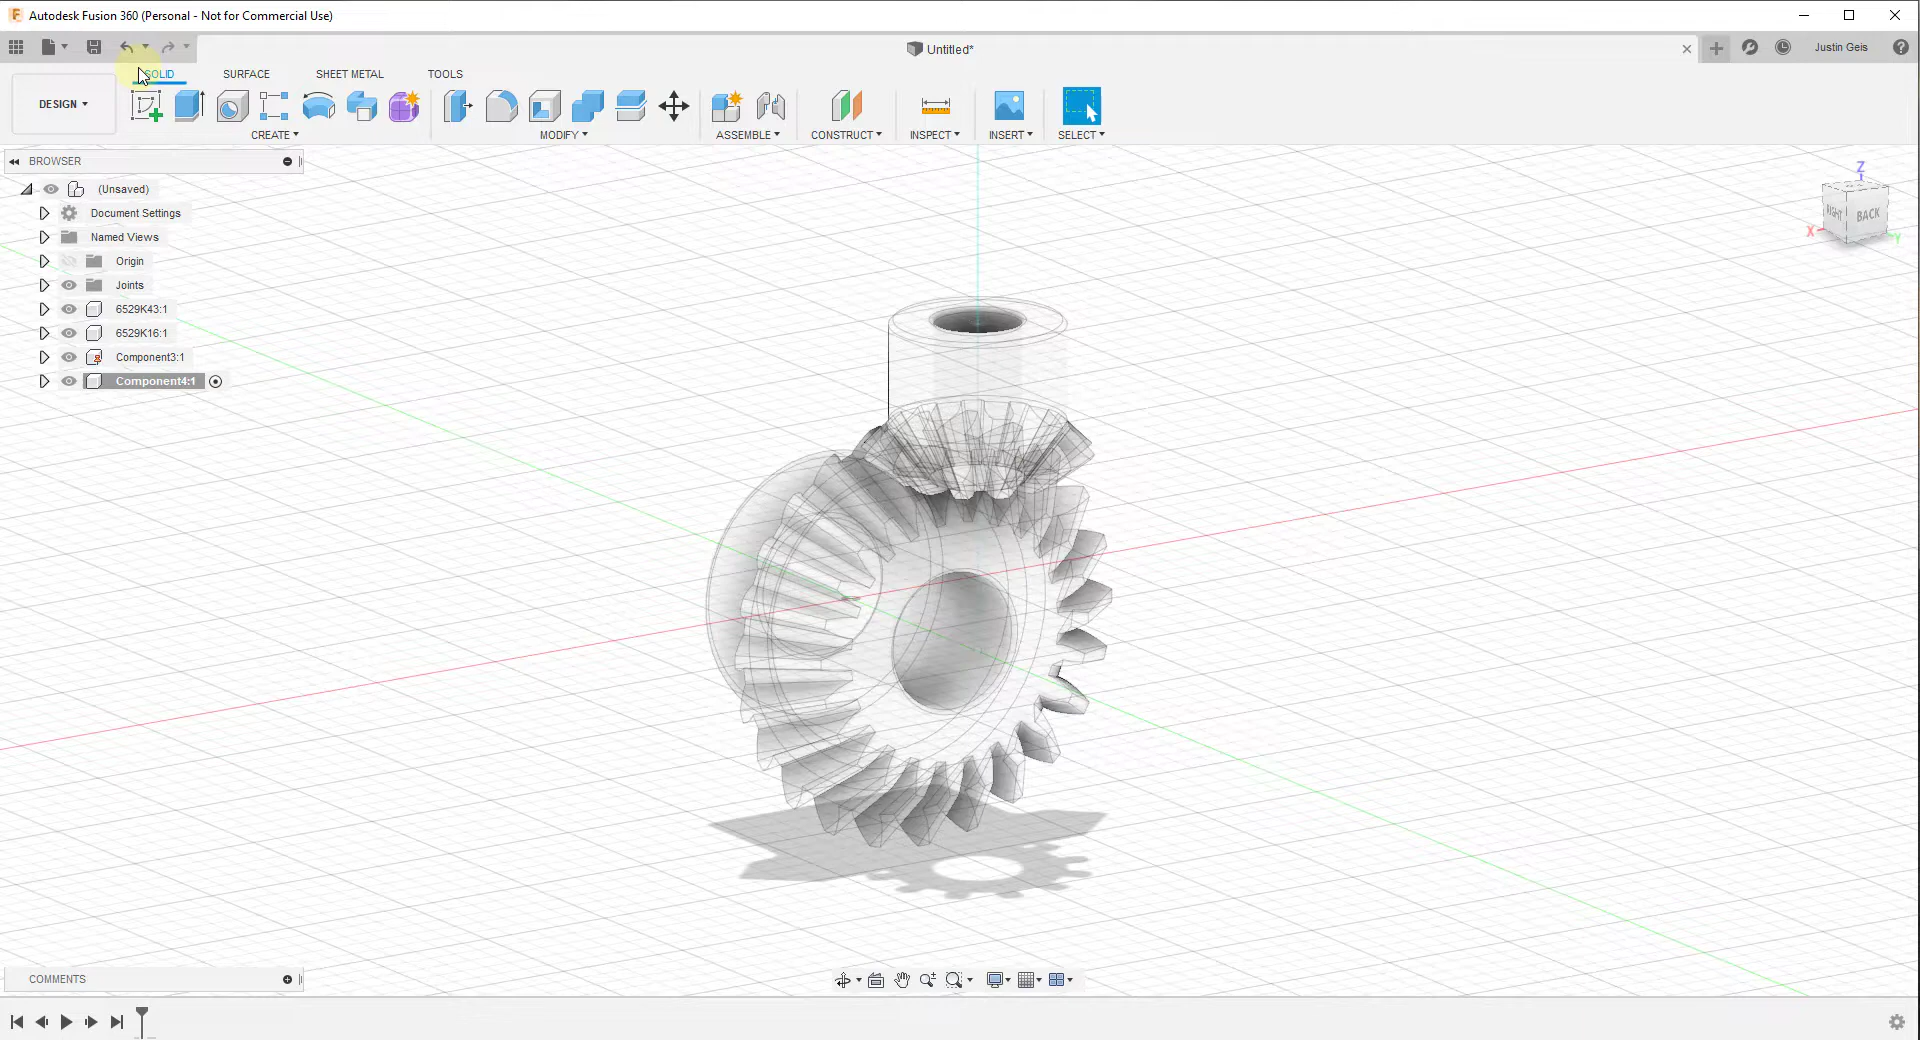 Autodesk Fusion 360 (Personal - Not for Commercial Use)
Untitled*
Justin Geis
SOLID SURFACE SHEET METAL TOOLS
DESIGN
CREATE MODIFY ASSEMBLE CONSTRUCT INSPECT INSERT SELECT
BROWSER
(Unsaved)
Document Settings
Named Views
Origin
Joints
6529K43:1
6529K16:1
Component3:1
Component4:1
Z
RIGHT BACK
X Y
COMMENTS